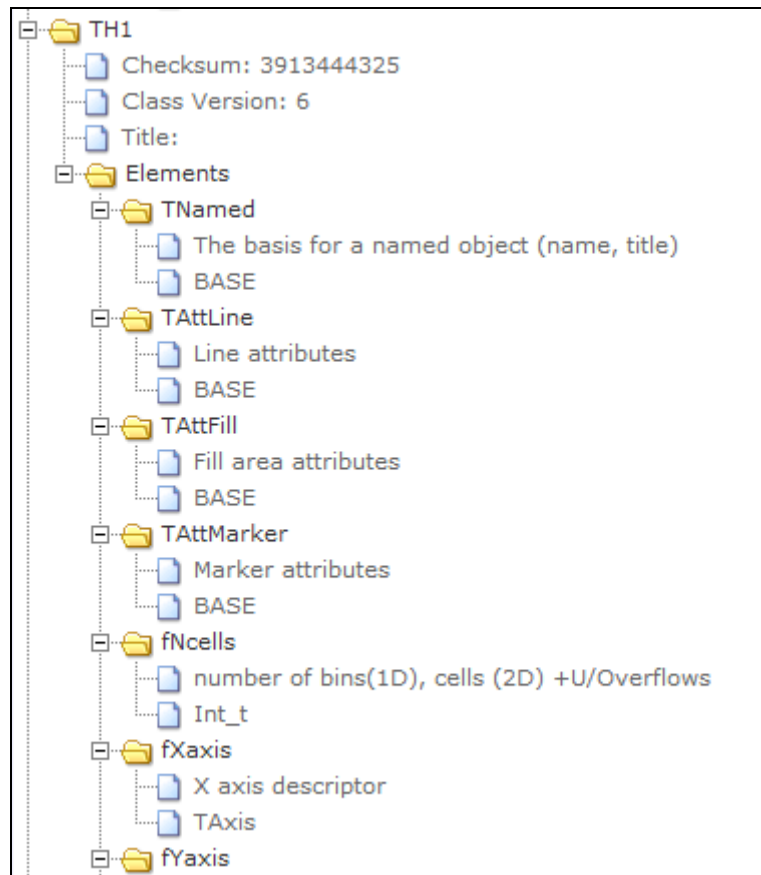 TH1
Checksum: 3913444325
Class Version: 6
Title:
Elements
TNamed
The basis for a named object (name, title)
BASE
TAttLine
Line attributes
BASE
TAttFill
Fill area attributes
BASE
TAttMarker
Marker attributes
BASE
fNcells
number of bins(1D), cells (2D) +U/Overflows
Int_t
fXaxis
X axis descriptor
TAxis
fYaxis